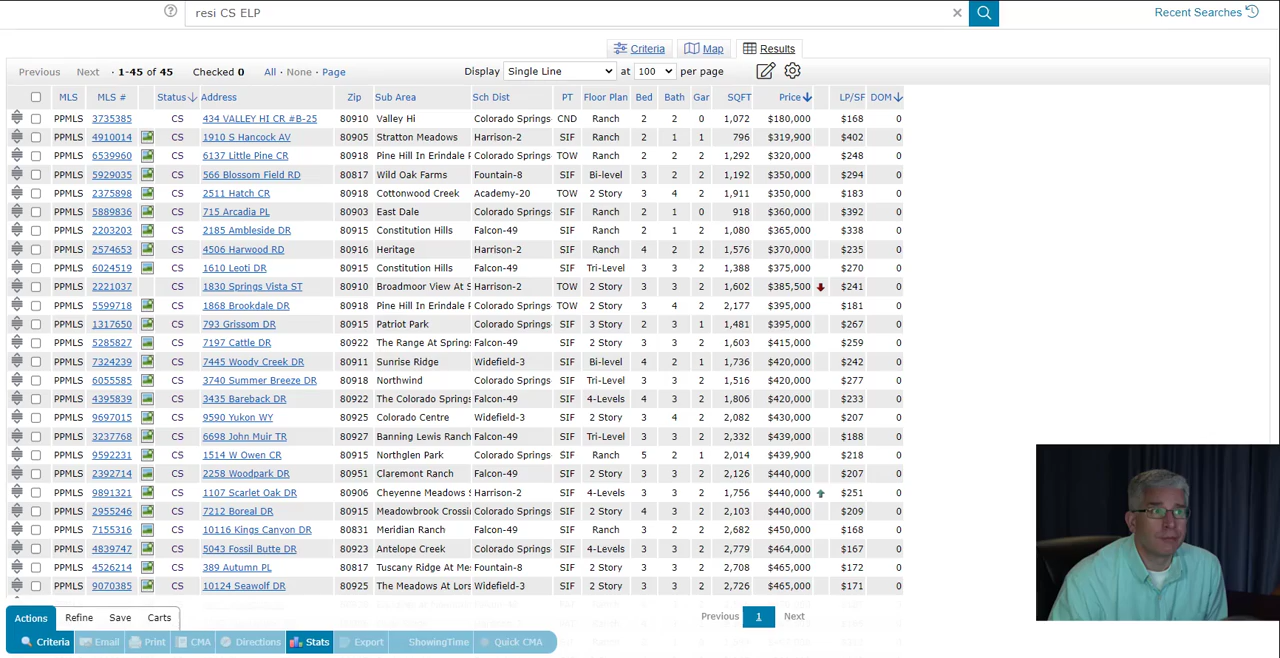 resi CS ELP
Recent Searches
Criteria Map Results
Previous Next · 1-45 of 45 Checked 0 All · None · Page Display Single Line at 100 per page
MLS MLS # Status Address Zip Sub Area Sch Dist PT Floor Plan Bed Bath Gar SQFT Price LP/SF DOM
PPMLS 3735385 CS 434 VALLEY HI CR #B-25 80910 Valley Hi Colorado Springs CND Ranch 2 2 0 1,072 $180,000 $168 0
PPMLS 4910014 CS 1910 S Hancock AV 80905 Stratton Meadows Harrison-2 SIF Ranch 2 1 1 796 $319,900 $402 0
PPMLS 6539960 CS 6137 Little Pine CR 80918 Pine Hill In Erindale Colorado Springs TOW Ranch 2 2 2 1,292 $320,000 $248 0
PPMLS 5929035 CS 566 Blossom Field RD 80817 Wild Oak Farms Fountain-8 SIF Bi-level 3 2 2 1,192 $350,000 $294 0
PPMLS 2375898 CS 2511 Hatch CR 80918 Cottonwood Creek Academy-20 TOW 2 Story 3 4 2 1,911 $350,000 $183 0
PPMLS 5889836 CS 715 Arcadia PL 80903 East Dale Colorado Springs SIF Ranch 2 1 0 918 $360,000 $392 0
PPMLS 2203203 CS 2185 Ambleside DR 80915 Constitution Hills Falcon-49 SIF Ranch 2 1 2 1,080 $365,000 $338 0
PPMLS 2574653 CS 4506 Harwood RD 80916 Heritage Harrison-2 SIF Ranch 4 2 2 1,576 $370,000 $235 0
PPMLS 6024519 CS 1610 Leoti DR 80915 Constitution Hills Falcon-49 SIF Tri-Level 3 3 2 1,388 $375,000 $270 0
PPMLS 2221037 CS 1830 Springs Vista ST 80910 Broadmoor View At S Harrison-2 TOW 2 Story 3 3 2 1,602 $385,500 $241 0
PPMLS 5599718 CS 1868 Brookdale DR 80918 Pine Hill In Erindale Colorado Springs TOW 2 Story 3 4 2 2,177 $395,000 $181 0
PPMLS 1317650 CS 793 Grissom DR 80915 Patriot Park Colorado Springs SIF 3 Story 2 3 1 1,481 $395,000 $267 0
PPMLS 5285827 CS 7197 Cattle DR 80922 The Range At Spring Colorado Springs SIF 2 Story 3 3 2 1,603 $415,000 $259 0
PPMLS 7324239 CS 7445 Woody Creek DR 80911 Sunrise Ridge Widefield-3 SIF Bi-level 4 2 1 1,736 $420,000 $242 0
PPMLS 6055585 CS 3740 Summer Breeze DR 80918 Northwind Colorado Springs SIF Tri-Level 3 3 2 1,516 $420,000 $277 0
PPMLS 4395839 CS 3435 Bareback DR 80922 The Colorado Springs Colorado Springs SIF 4-Levels 4 3 2 1,806 $420,000 $233 0
PPMLS 9697015 CS 9590 Yukon WY 80925 Colorado Centre Widefield-3 SIF 2 Story 3 4 2 2,082 $430,000 $207 0
PPMLS 3237768 CS 6698 John Muir TR 80927 Banning Lewis Ranch Falcon-49 SIF Tri-Level 3 3 2 2,332 $439,000 $188 0
PPMLS 9592231 CS 1514 W Owen CR 80915 Northglen Park Colorado Springs SIF Ranch 5 2 1 2,014 $439,900 $218 0
PPMLS 2392714 CS 2258 Woodpark DR 80951 Claremont Ranch Falcon-49 SIF 2 Story 3 3 2 2,126 $440,000 $207 0
PPMLS 9891321 CS 1107 Scarlet Oak DR 80906 Cheyenne Meadows S Harrison-2 SIF 4-Levels 3 3 2 1,756 $440,000 $251 0
PPMLS 2955246 CS 7212 Boreal DR 80915 Meadowbrook Crossi Colorado Springs SIF 2 Story 4 3 2 2,103 $440,000 $209 0
PPMLS 7155316 CS 10116 Kings Canyon DR 80831 Meridian Ranch Falcon-49 SIF Ranch 3 2 2 2,682 $450,000 $168 0
PPMLS 4839747 CS 5043 Fossil Butte DR 80923 Antelope Creek Colorado Springs SIF 4-Levels 3 3 2 2,779 $464,000 $167 0
PPMLS 4526214 CS 389 Autumn PL 80817 Tuscany Ridge At Me Fountain-8 SIF 2 Story 3 3 2 2,708 $465,000 $172 0
PPMLS 9070385 CS 10124 Seawolf DR 80925 The Meadows At Lors Widefield-3 SIF 2 Story 3 3 2 2,726 $465,000 $171 0
Actions Refine Save Carts Previous 1 Next
Criteria Email Print CMA Directions Stats Export ShowingTime Quick CMA